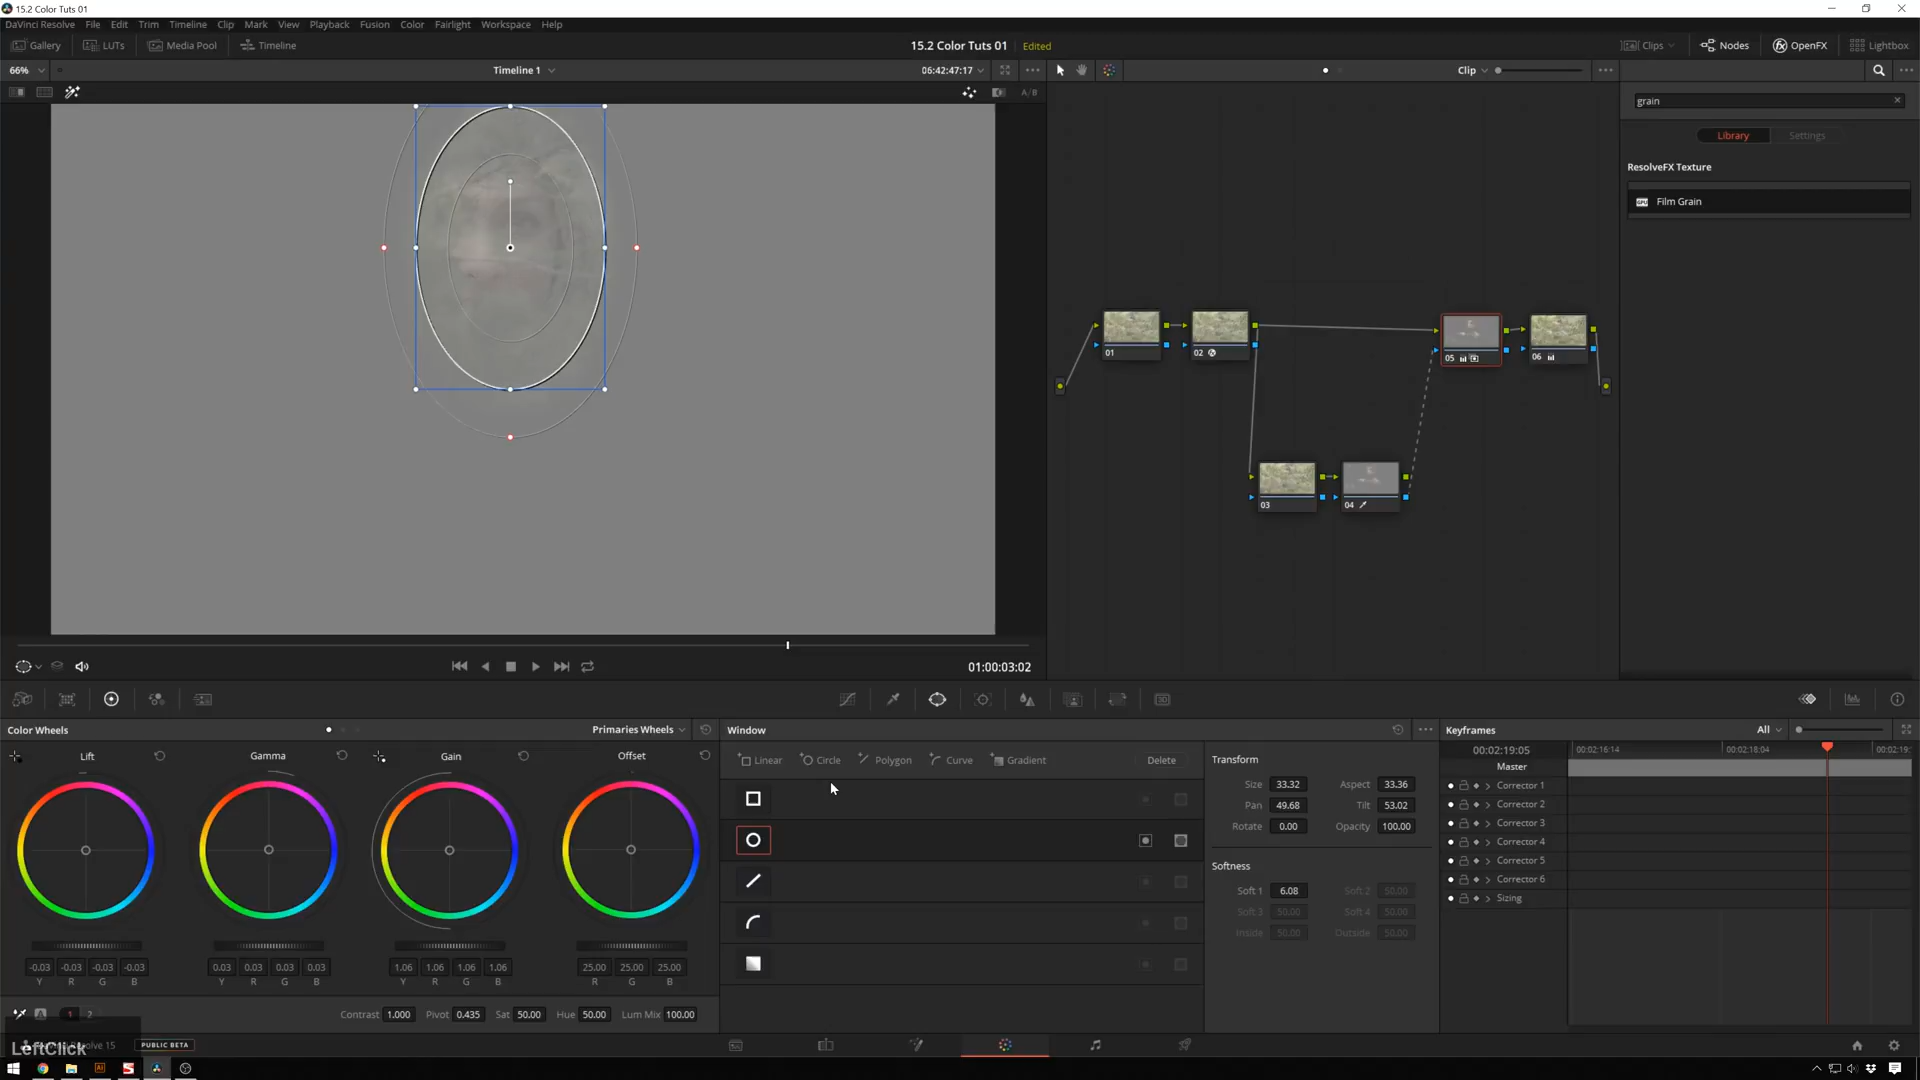 15.2 Color Tuts 01
DaVinci Resolve File Edit Trim Timeline Clip Mark View Playback Fusion Color Fairlight Workspace Help
Gallery LUTs Media Pool Timeline 15.2 Color Tuts 01 Edited Clips Nodes OpenFX Lightbox
66% Timeline 1 06:42:47:17 Clip
A/B
grain
Library Settings
ResolveFX Texture
GPU Film Grain
01 02 05 06
03 04
01:00:03:02
Color Wheels Primaries Wheels Window Keyframes All
Lift Gamma Gain Offset
Linear Circle Polygon Curve Gradient Delete
Transform
Size 33.32 Aspect 33.36
Pan 49.68 Tilt 53.02
Rotate 0.00 Opacity 100.00
Softness
Soft 1 6.08 Soft 2 50.00
Soft 3 50.00 Soft 4 50.00
Inside 50.00 Outside 50.00
00:02:19:05 00:02:16:14 00:02:18:04 00:02:19:
Master
Corrector 1
Corrector 2
Corrector 3
Corrector 4
Corrector 5
Corrector 6
Sizing
-0.03 -0.03 -0.03 -0.03 0.03 0.03 0.03 0.03 1.06 1.06 1.06 1.06 25.00 25.00 25.00
Y R G B Y R G B Y R G B R G B
A 1 2 Contrast 1.000 Pivot 0.435 Sat 50.00 Hue 50.00 Lum Mix 100.00
LeftClick
Resolve 15 PUBLIC BETA